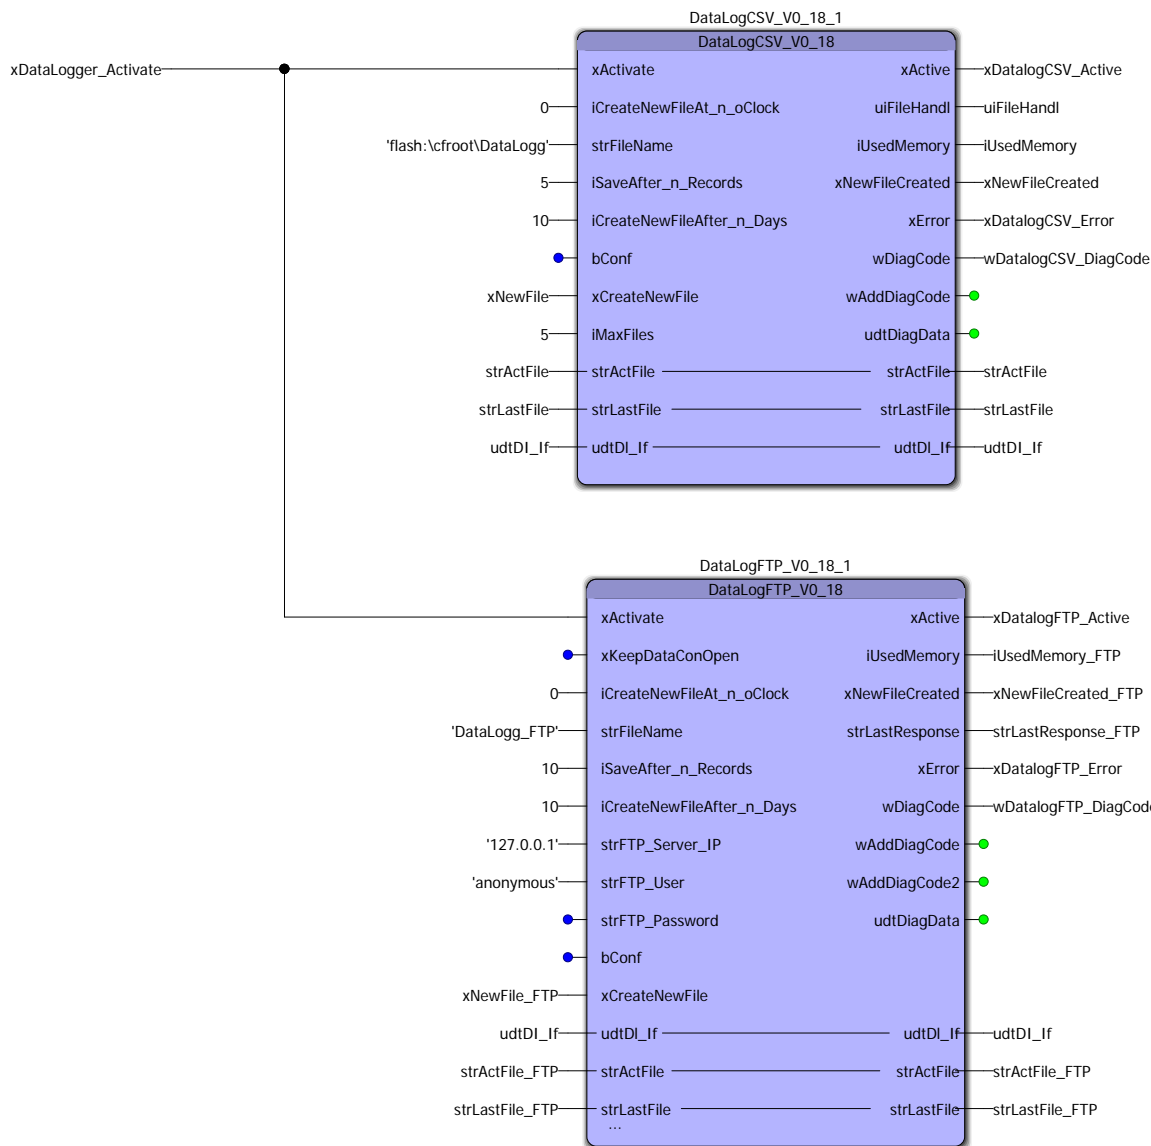 DataLogCSV_V0_18_1
DataLogCSV_V0_18
xDataLogger_Activate xActivate xActive xDatalogCSV_Active
0 iCreateNewFileAt_n_oClock uiFileHandl uiFileHandl
'flash:\cfroot\DataLogg' strFileName iUsedMemory iUsedMemory
5 iSaveAfter_n_Records xNewFileCreated xNewFileCreated
10 iCreateNewFileAfter_n_Days xError xDatalogCSV_Error
bConf wDiagCode wDatalogCSV_DiagCode
xNewFile xCreateNewFile wAddDiagCode
5 iMaxFiles udtDiagData
strActFile strActFile strActFile strActFile
strLastFile strLastFile strLastFile strLastFile
udtDI_If udtDI_If udtDI_If udtDI_If
DataLogFTP_V0_18_1
DataLogFTP_V0_18
xActivate xActive xDatalogFTP_Active
xKeepDataConOpen iUsedMemory iUsedMemory_FTP
0 iCreateNewFileAt_n_oClock xNewFileCreated xNewFileCreated_FTP
'DataLogg_FTP' strFileName strLastResponse strLastResponse_FTP
10 iSaveAfter_n_Records xError xDatalogFTP_Error
10 iCreateNewFileAfter_n_Days wDiagCode wDatalogFTP_DiagCode
'127.0.0.1' strFTP_Server_IP wAddDiagCode
'anonymous' strFTP_User wAddDiagCode2
strFTP_Password udtDiagData
bConf
xNewFile_FTP xCreateNewFile
udtDI_If udtDI_If udtDI_If udtDI_If
strActFile_FTP strActFile strActFile strActFile_FTP
strLastFile_FTP strLastFile strLastFile strLastFile_FTP
...